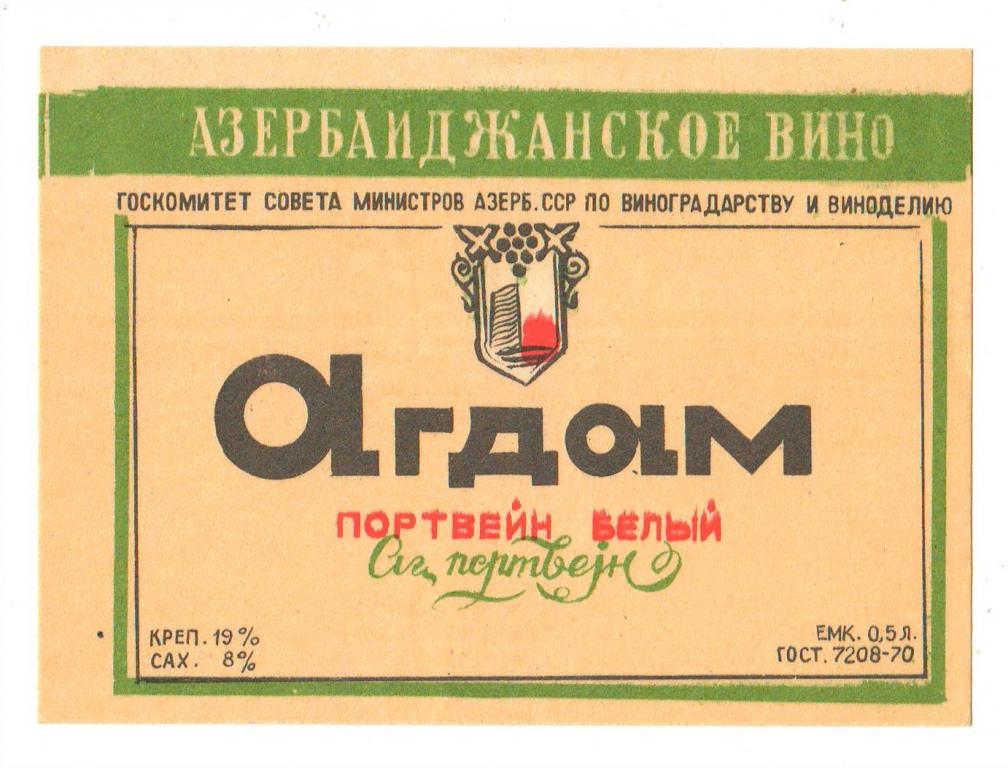 АЗЕРБАЙДЖАНСКОЕ ВИНО
ГОСКОМИТЕТ СОВЕТА МИНИСТРОВ АЗЕРБ.ССР ПО ВИНОГРАДАРСТВУ И ВИНОДЕЛИЮ
Агдам
ПОРТВЕЙН БЕЛЫЙ
Аг портвејн
КРЕП. 19%
САХ. 8%
ЕМК. 0,5 Л.
ГОСТ. 7208-70